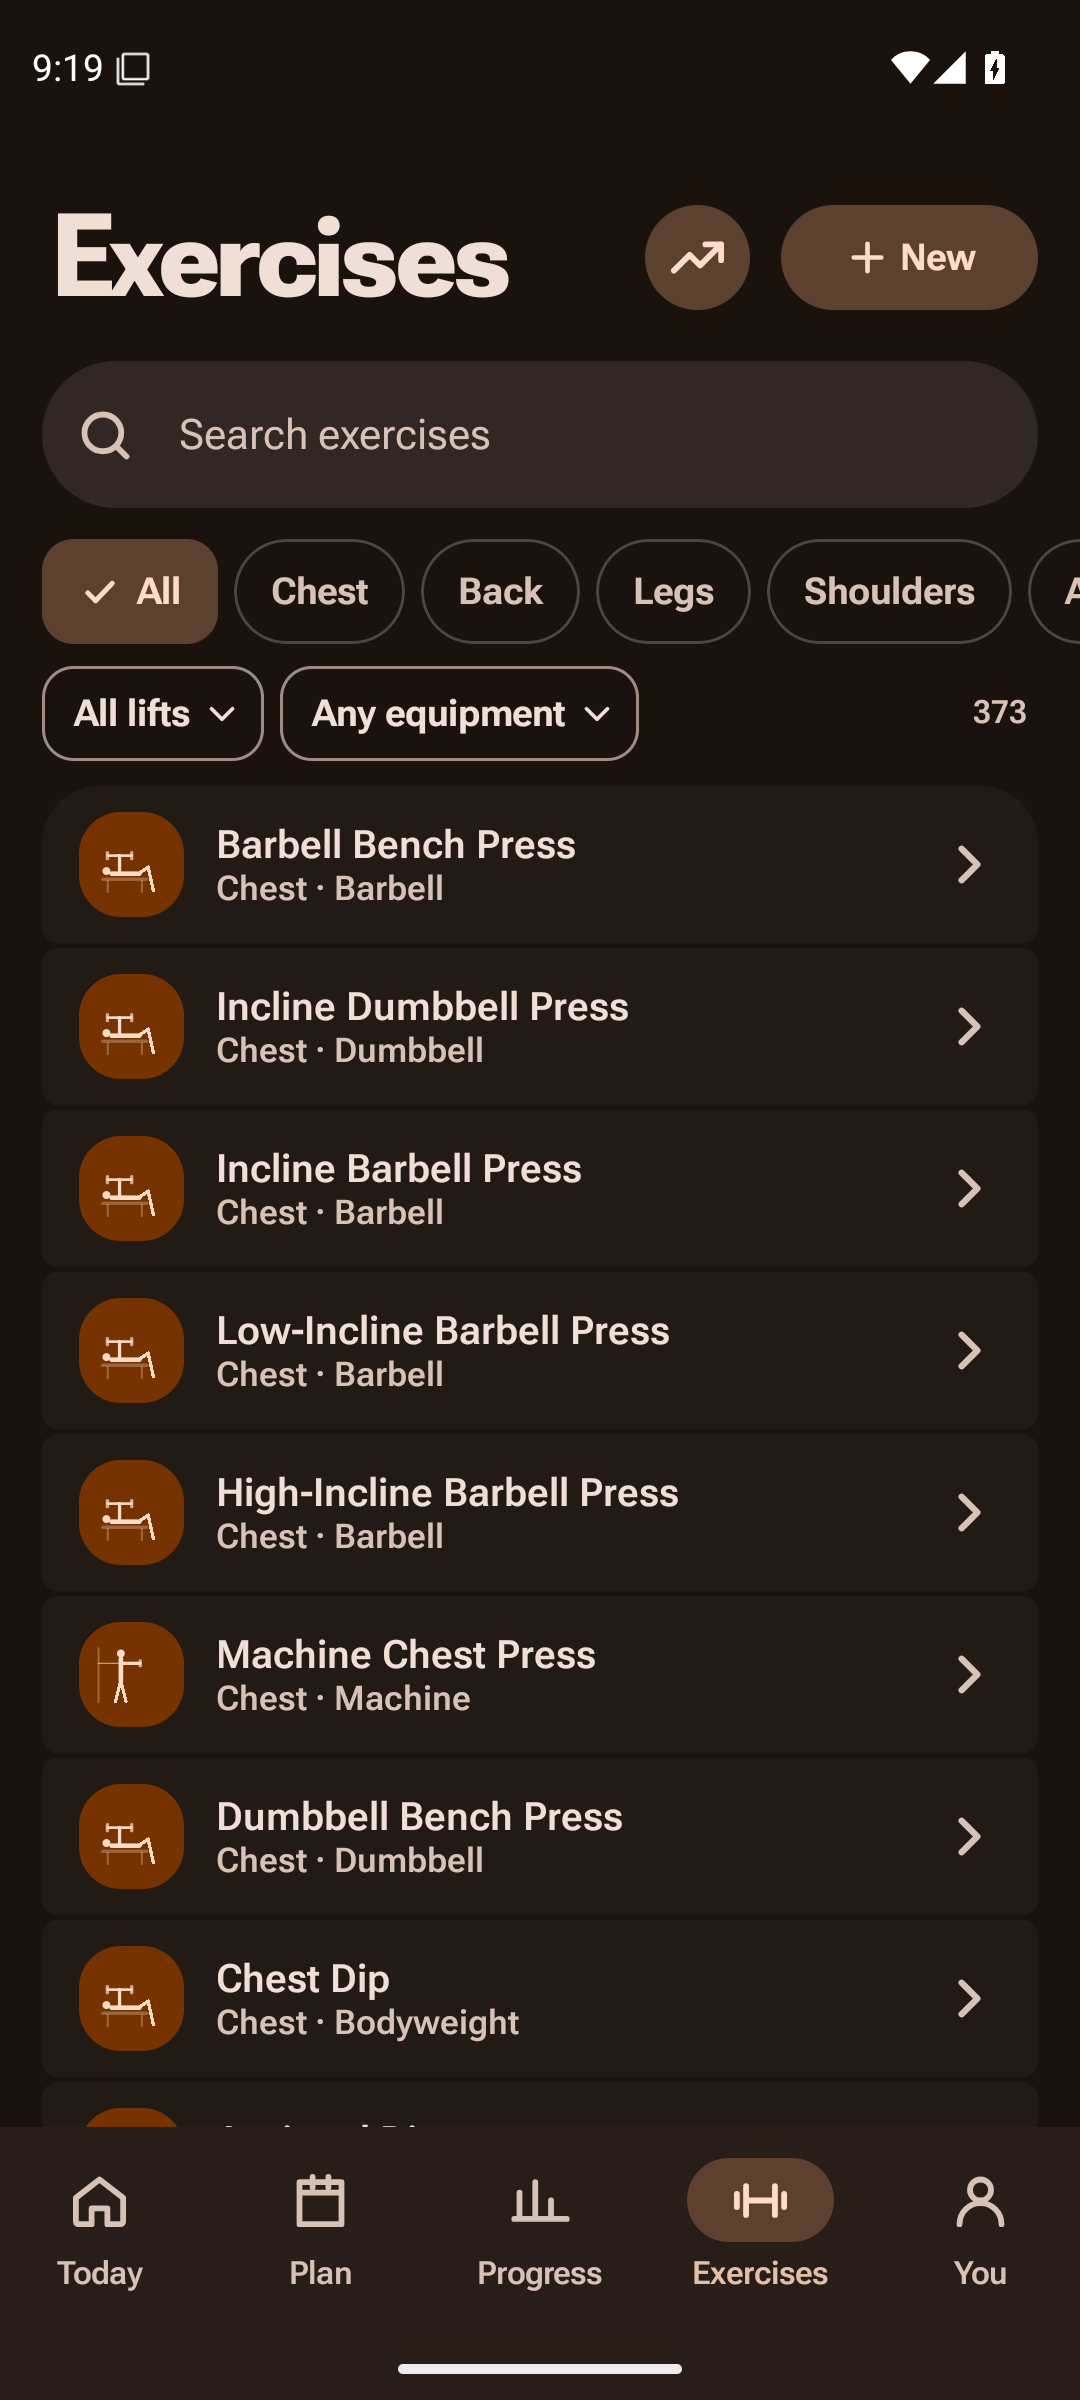 9:19
Exercises
New
Search exercises
All
Chest
Back
Legs
Shoulders
All lifts
Any equipment
373
Barbell Bench Press
Chest · Barbell
Incline Dumbbell Press
Chest · Dumbbell
Incline Barbell Press
Chest · Barbell
Low-Incline Barbell Press
Chest · Barbell
High-Incline Barbell Press
Chest · Barbell
Machine Chest Press
Chest · Machine
Dumbbell Bench Press
Chest · Dumbbell
Chest Dip
Chest · Bodyweight
Today
Plan
Progress
Exercises
You